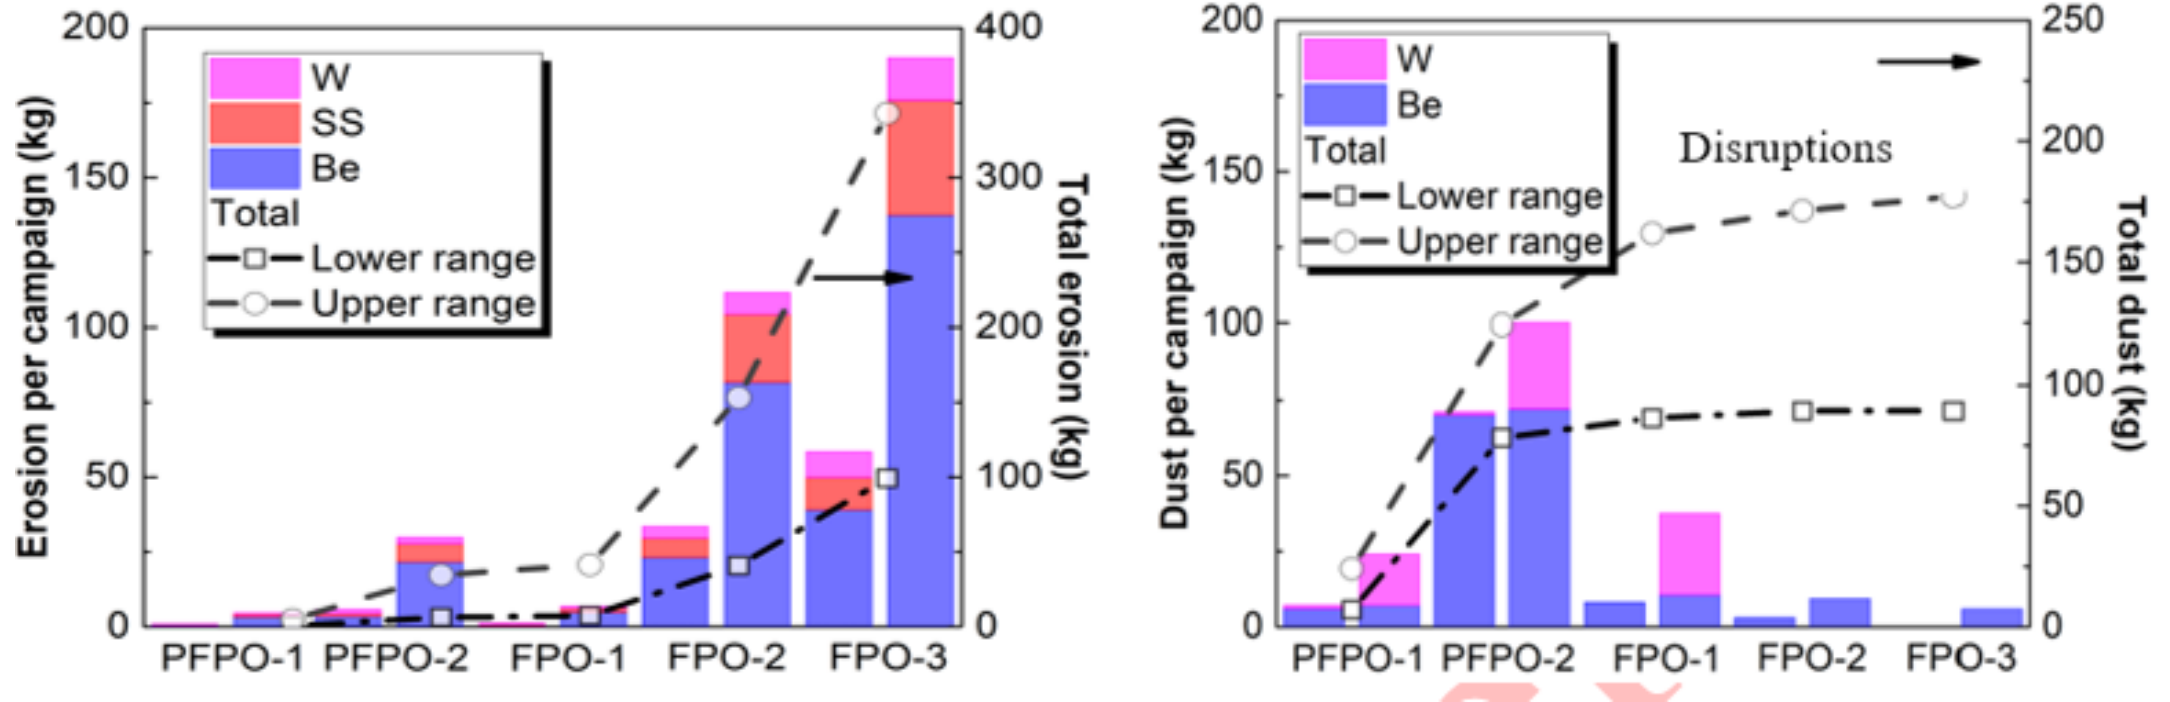 200
150
100
50
0
Erosion per campaign (kg)
W
SS
Be
Total
Lower range
Upper range
400
300
200
100
0
Total erosion (kg)
PFPO-1 PFPO-2 FPO-1 FPO-2 FPO-3
200
150
100
50
0
Dust per campaign (kg)
W
Be
Total
Lower range
Upper range
Disruptions
250
200
150
100
50
0
Total dust (kg)
PFPO-1 PFPO-2 FPO-1 FPO-2 FPO-3